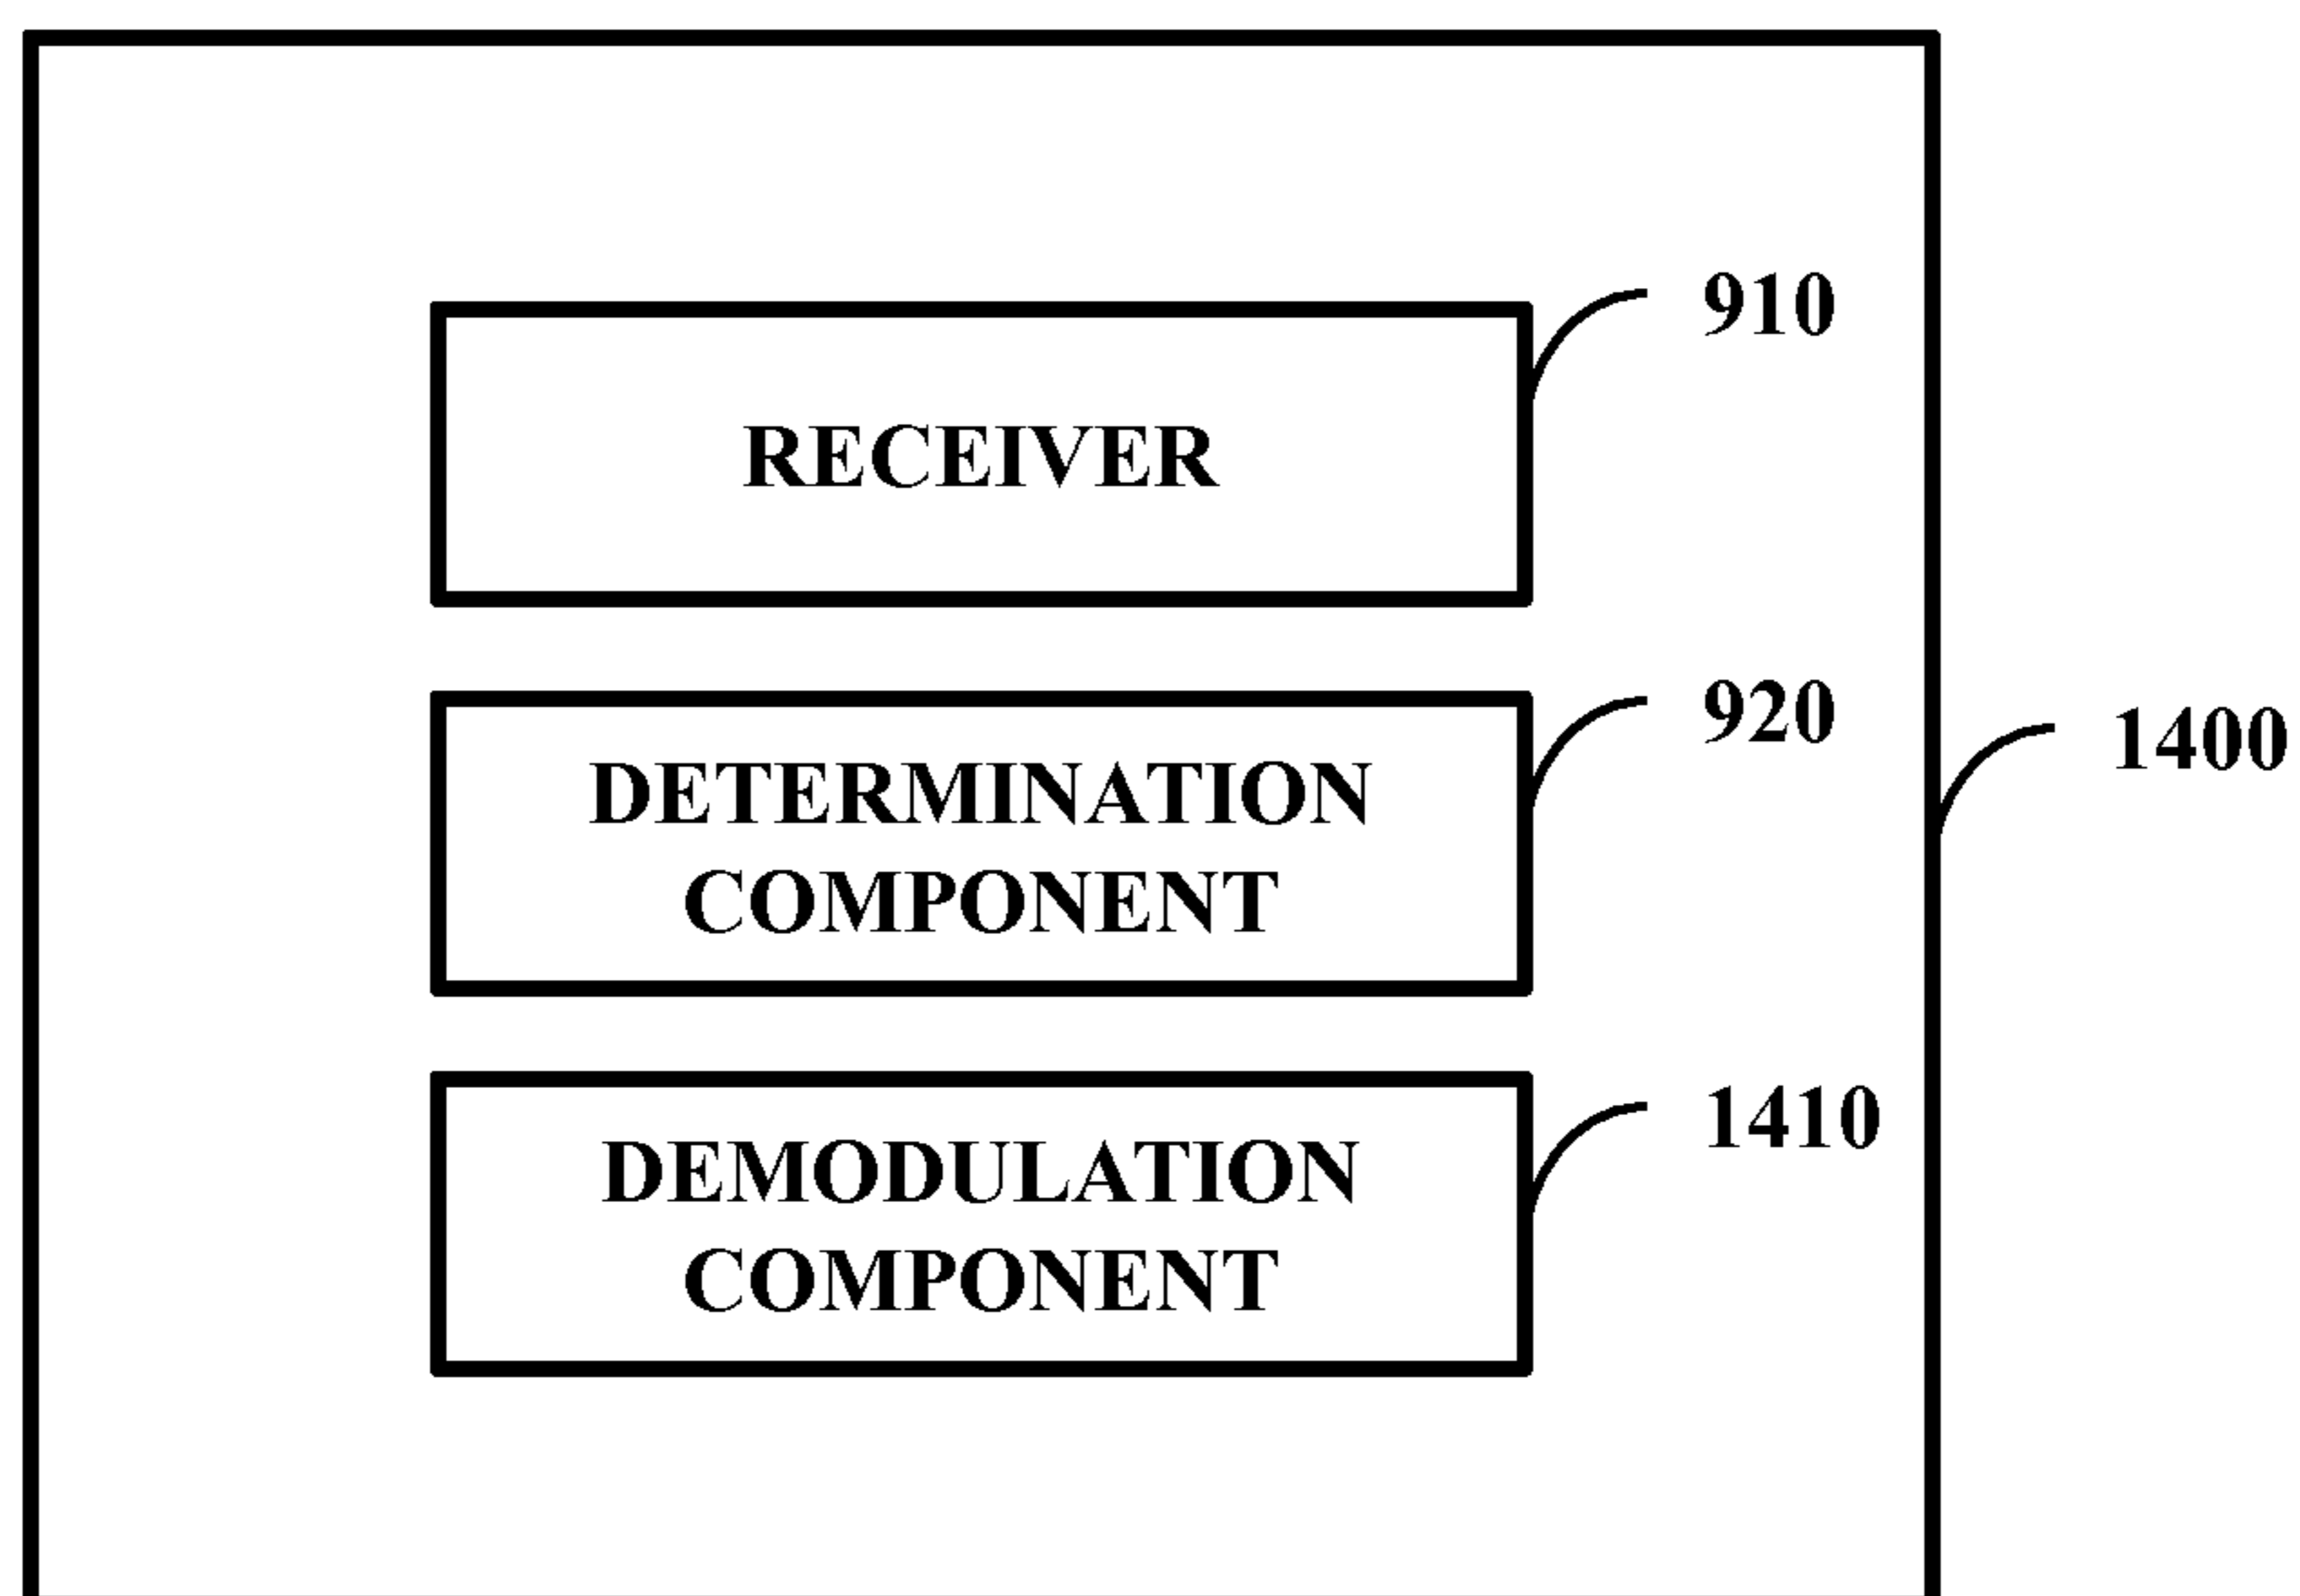 910
RECEIVER
920
DETERMINATION
COMPONENT
1400
1410
DEMODULATION
COMPONENT